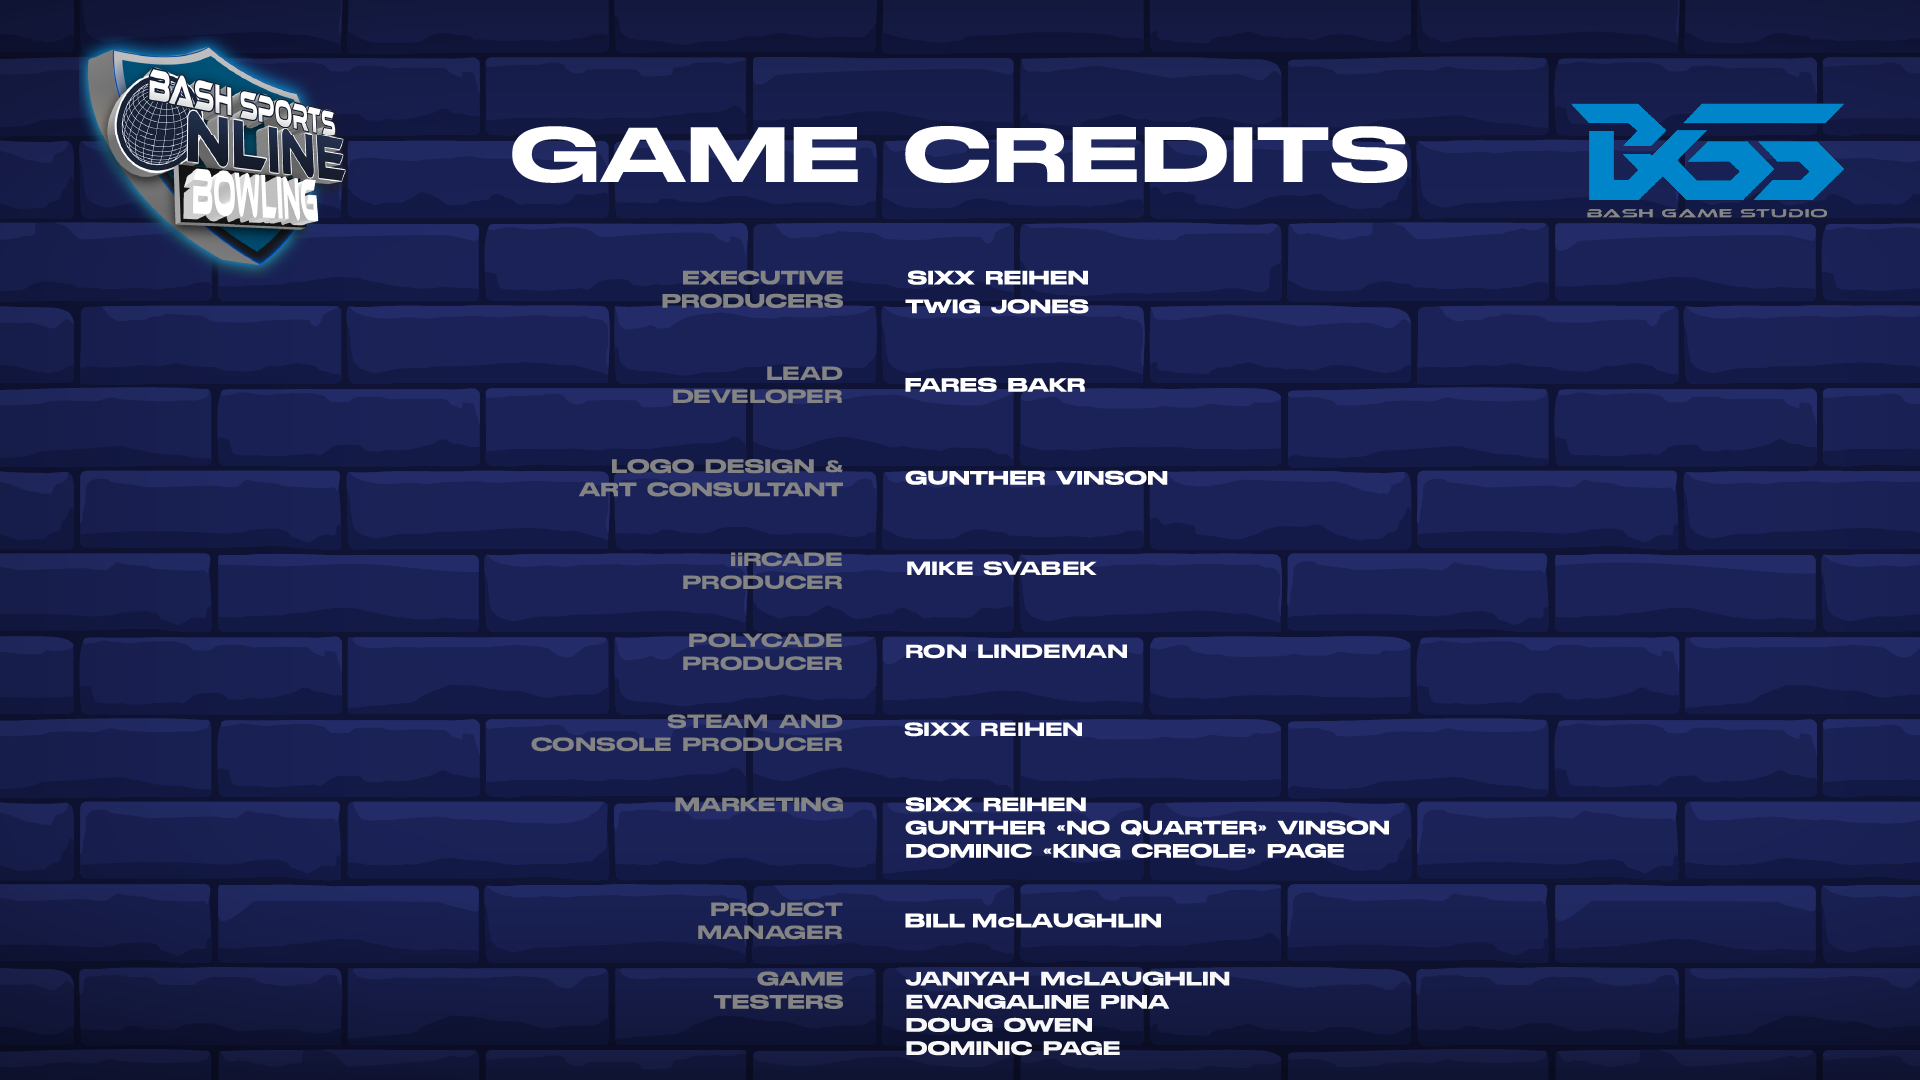 BASH SPORTS
ONLINE
BOWLING
GAME CREDITS
BGS
BASH GAME STUDIO
EXECUTIVE
PRODUCERS
SIXX REIHEN
TWIG JONES
LEAD
DEVELOPER
FARES BAKR
LOGO DESIGN &
ART CONSULTANT
GUNTHER VINSON
iiRCADE
PRODUCER
MIKE SVABEK
POLYCADE
PRODUCER
RON LINDEMAN
STEAM AND
CONSOLE PRODUCER
SIXX REIHEN
MARKETING
SIXX REIHEN
GUNTHER «NO QUARTER» VINSON
DOMINIC «KING CREOLE» PAGE
PROJECT
MANAGER
BILL McLAUGHLIN
GAME
TESTERS
JANIYAH McLAUGHLIN
EVANGALINE PINA
DOUG OWEN
DOMINIC PAGE